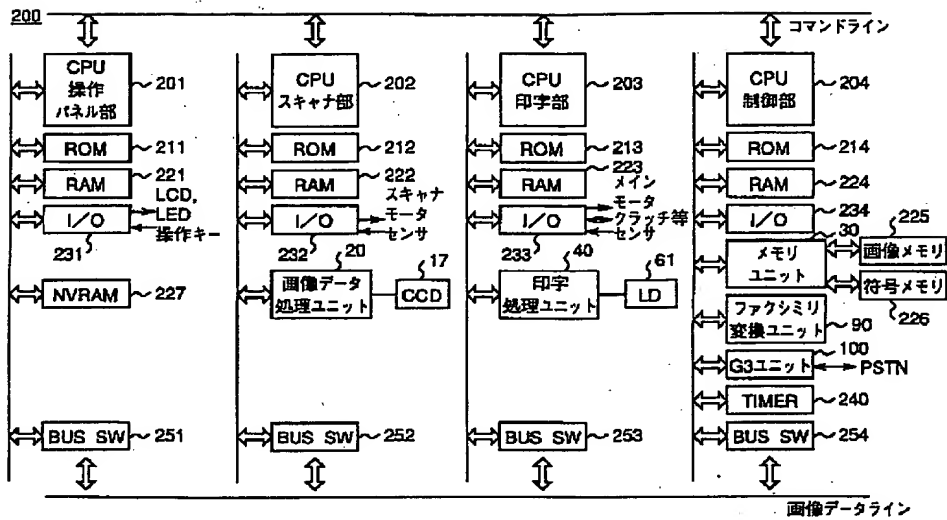 200
コマンドライン
CPU
操作
パネル部
201
ROM
211
RAM
221
LCD,
LED
操作キー
I/O
231
NVRAM
227
BUS SW
251
CPU
スキャナ部
202
ROM
212
RAM
222
スキャナ
モータ
センサ
I/O
232
20
画像データ
処理ユニット
17
CCD
BUS SW
252
CPU
印字部
203
ROM
213
RAM
223
メイン
モータ
クラッチ等
センサ
I/O
233
40
印字
処理ユニット
61
LD
BUS SW
253
CPU
制御部
204
ROM
214
RAM
224
I/O
234
30
メモリ
ユニット
225
画像メモリ
符号メモリ
226
ファクシミリ
変換ユニット
90
100
G3ユニット
PSTN
TIMER
240
BUS SW
254
画像データライン